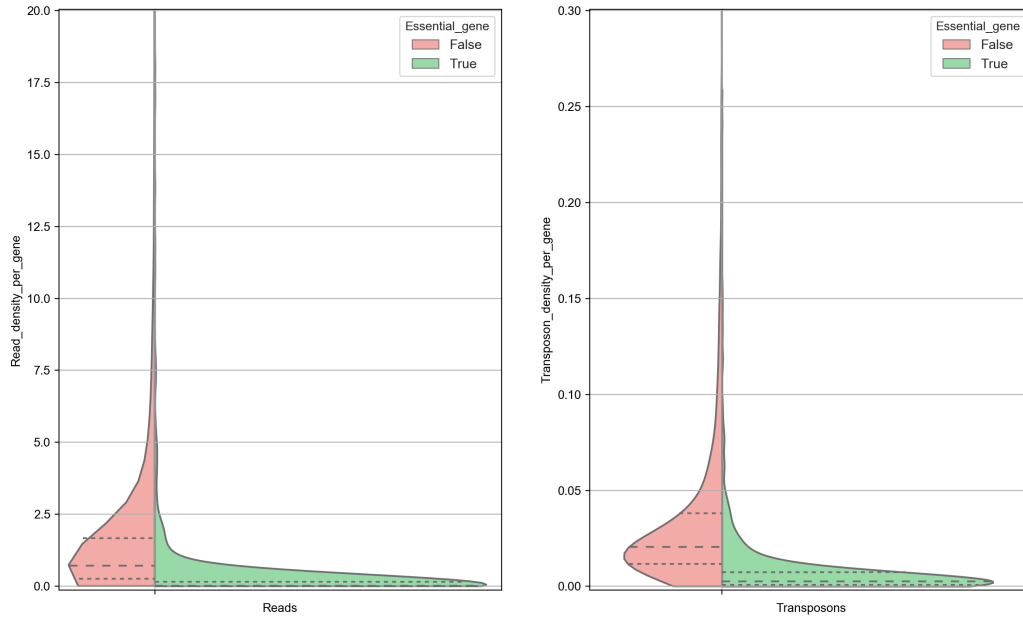 Read_density_per_gene
20.0
17.5
15.0
12.5
10.0
7.5
5.0
2.5
0.0
Essential_gene
False
True
Reads
Transposon_density_per_gene
0.30
0.25
0.20
0.15
0.10
0.05
0.00
Essential_gene
False
True
Transposons